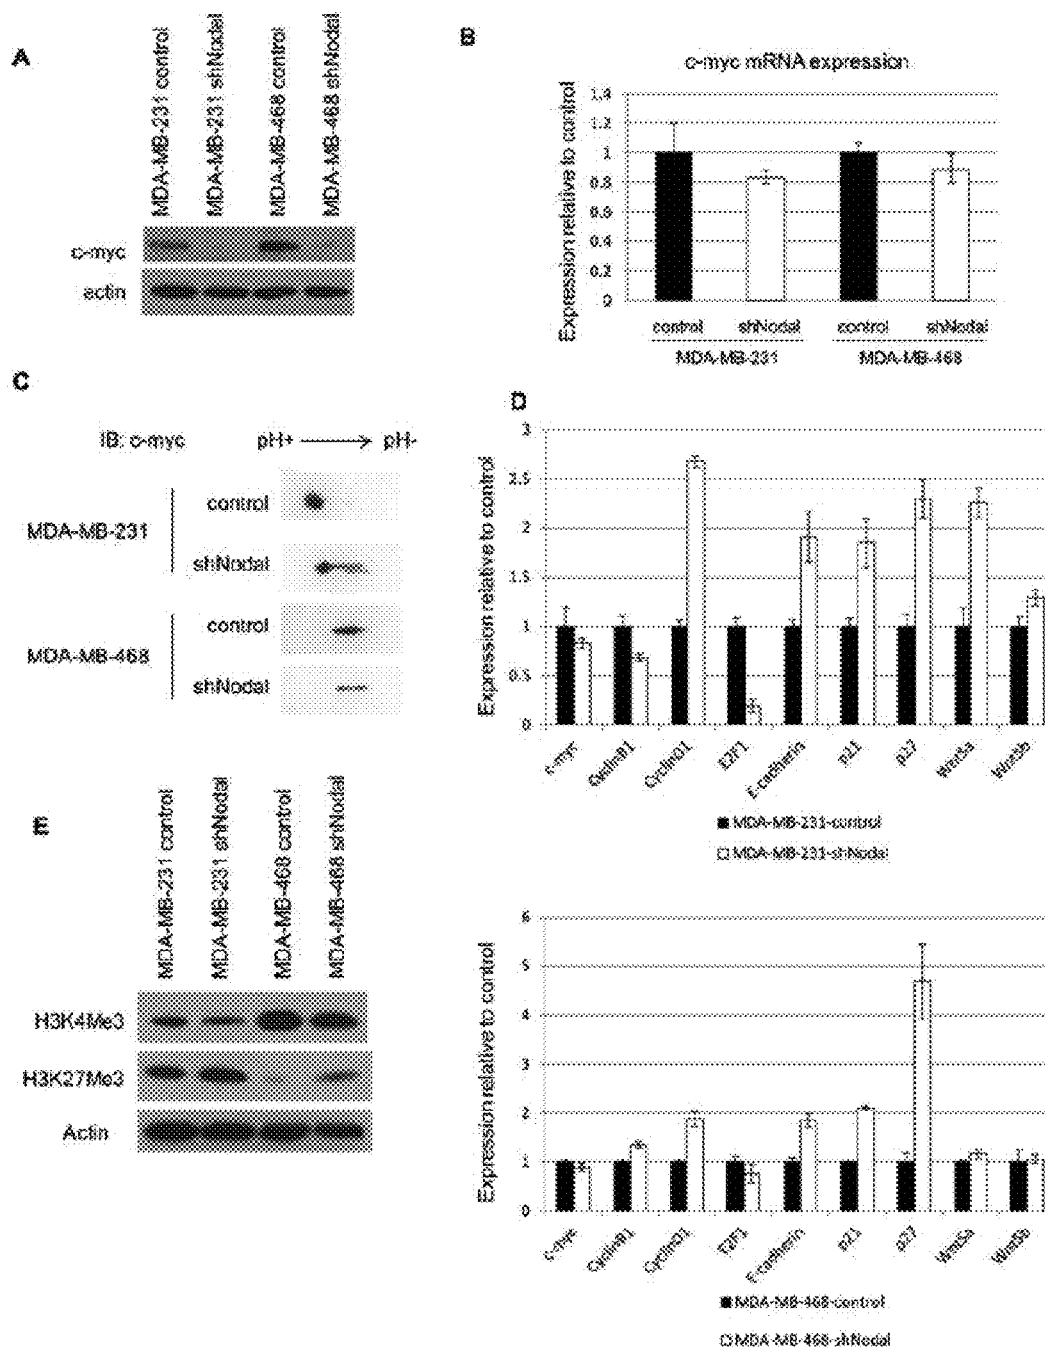 A
MDA-MB-231 control
MDA-MB-231 shNodal
MDA-MB-468 control
MDA-MB-468 shNodal
c-myc
actin
B
c-myc mRNA expression
Expression relative to control
1.4
1.2
1
0.8
0.6
0.4
0.2
0
control
shNodal
control
shNodal
MDA-MB-231
MDA-MB-468
C
IB: c-myc
pH+
pH-
MDA-MB-231
control
shNodal
MDA-MB-468
control
shNodal
D
Expression relative to control
3
2.5
2
1.5
1
0.5
0
c-myc
CyclinB1
CyclinD1
E2F1
E-cadherin
p21
p27
Wnt5a
Wnt5b
MDA-MB-231-control
MDA-MB-231-shNodal
E
MDA-MB-231 control
MDA-MB-231 shNodal
MDA-MB-468 control
MDA-MB-468 shNodal
H3K4Me3
H3K27Me3
Actin
Expression relative to control
6
5
4
3
2
1
0
c-myc
CyclinB1
CyclinD1
E2F1
E-cadherin
p21
p27
Wnt5a
Wnt5b
MDA-MB-468-control
MDA-MB-468-shNodal